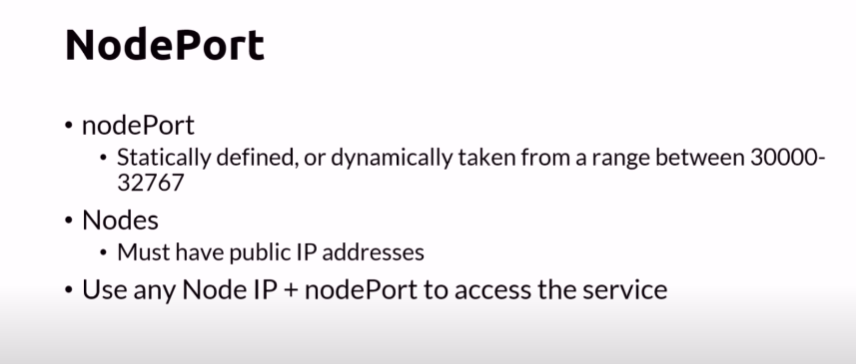 NodePort
• nodePort
• Statically defined, or dynamically taken from a range between 30000-
32767
• Nodes
• Must have public IP addresses
• Use any Node IP + nodePort to access the service